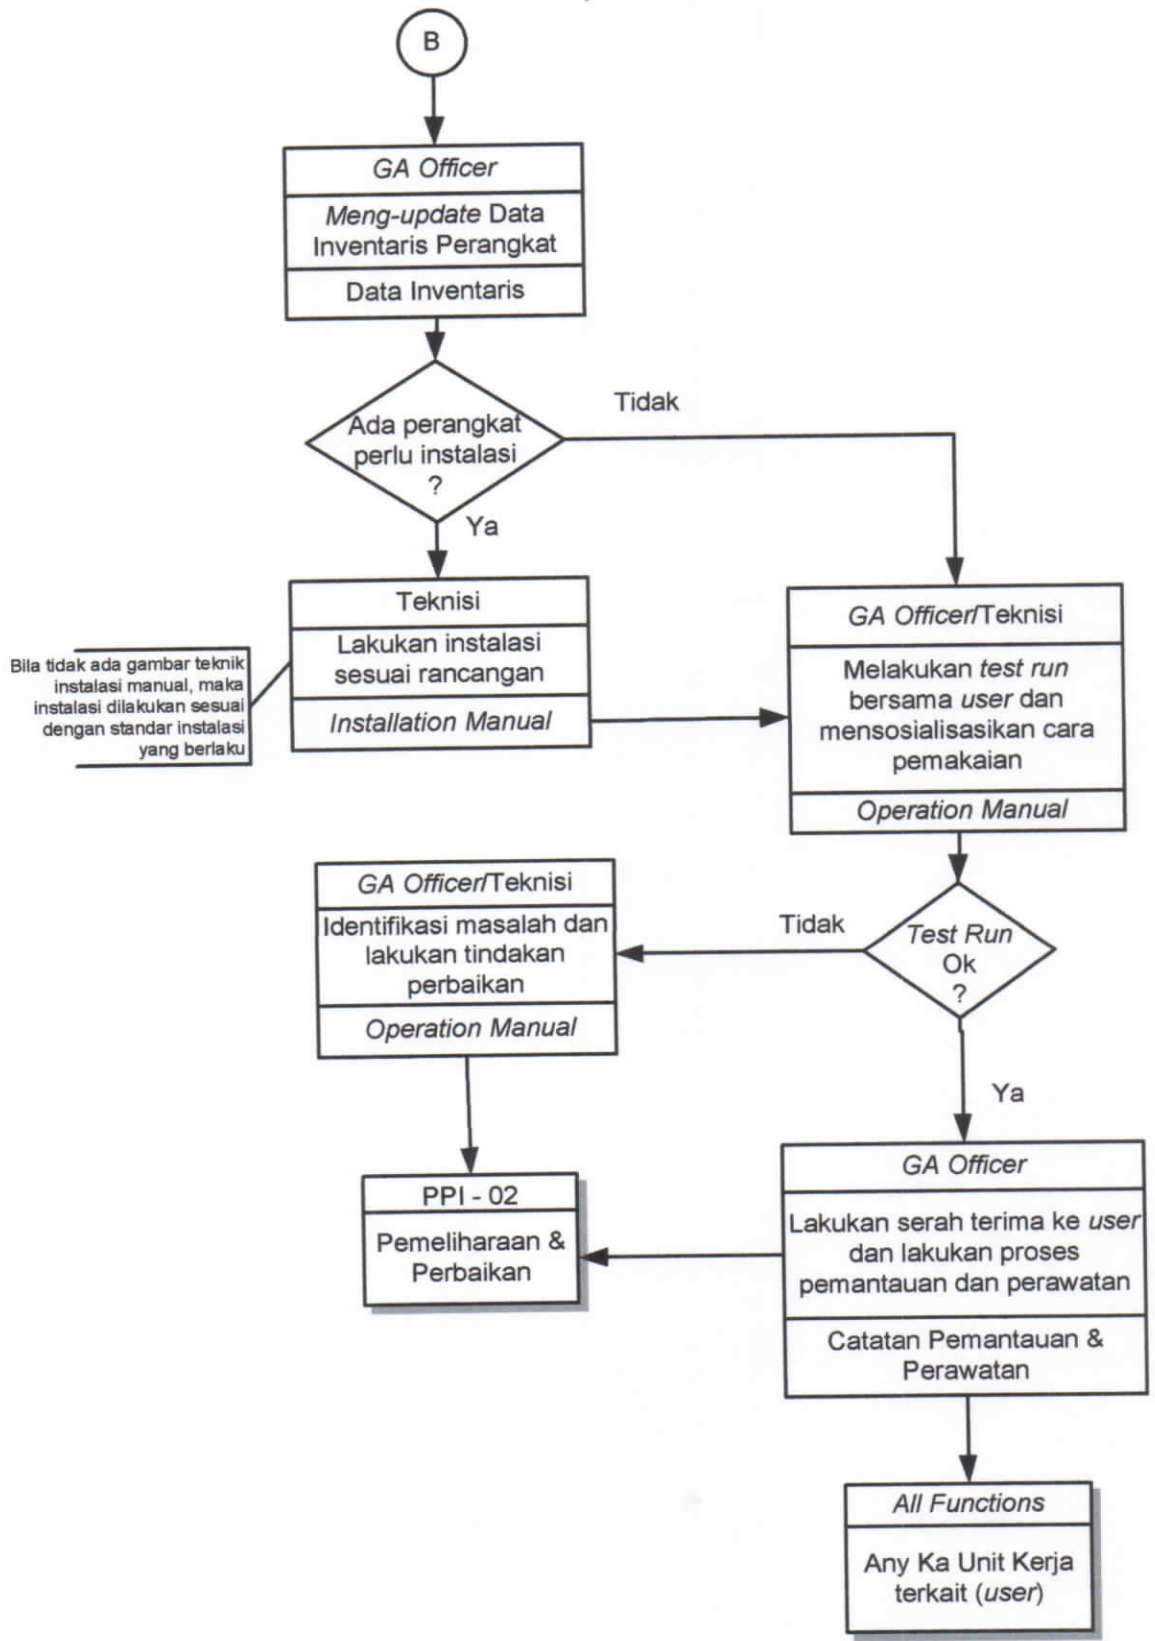 B
GA Officer
Meng-update Data
Inventaris Perangkat
Data Inventaris
Ada perangkat
perlu instalasi
?
Tidak
Ya
Teknisi
Lakukan instalasi
sesuai rancangan
Installation Manual
Bila tidak ada gambar teknik
instalasi manual, maka
instalasi dilakukan sesuai
dengan standar instalasi
yang berlaku
GA Officer/Teknisi
Melakukan test run
bersama user dan
mensosialisasikan cara
pemakaian
Operation Manual
Test Run
Ok
?
Tidak
GA Officer/Teknisi
Identifikasi masalah dan
lakukan tindakan
perbaikan
Operation Manual
Ya
GA Officer
Lakukan serah terima ke user
dan lakukan proses
pemantauan dan perawatan
Catatan Pemantauan &
Perawatan
PPI - 02
Pemeliharaan &
Perbaikan
All Functions
Any Ka Unit Kerja
terkait (user)